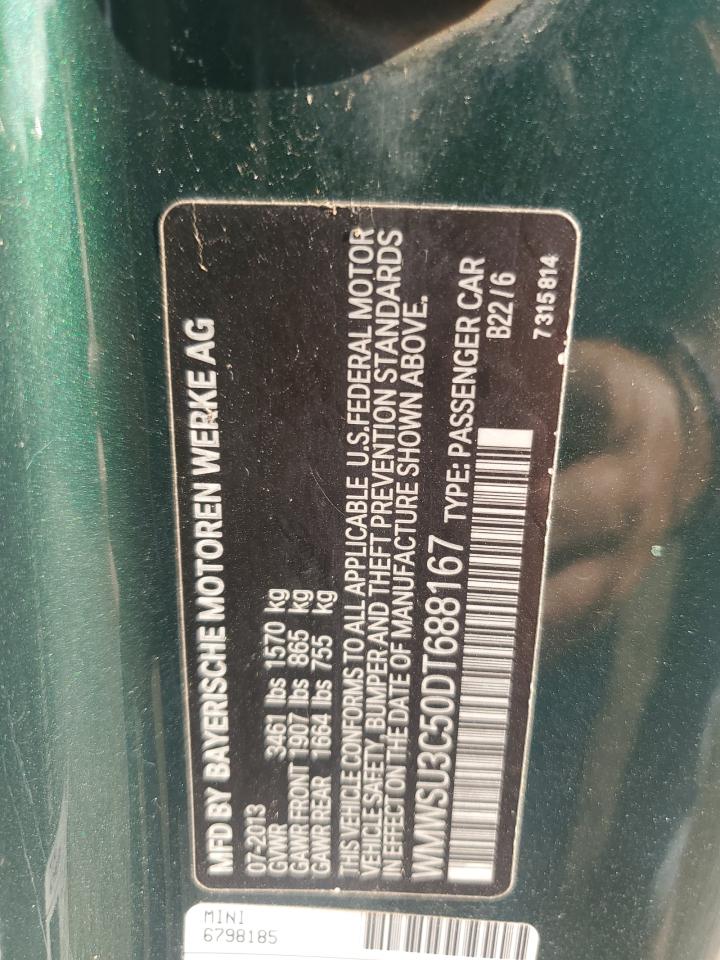 MFD BY BAYERISCHE MOTOREN WERKE AG
07-2013
GVWR 3461 lbs 1570 kg
GAWR FRONT 1907 lbs 865 kg
GAWR REAR 1664 lbs 755 kg
THIS VEHICLE CONFORMS TO ALL APPLICABLE U.S. FEDERAL MOTOR
VEHICLE SAFETY, BUMPER AND THEFT PREVENTION STANDARDS
IN EFFECT ON THE DATE OF MANUFACTURE SHOWN ABOVE.
WMWSU3C50DT688167 TYPE: PASSENGER CAR
B22/6
7 315 814
MINI
6798185